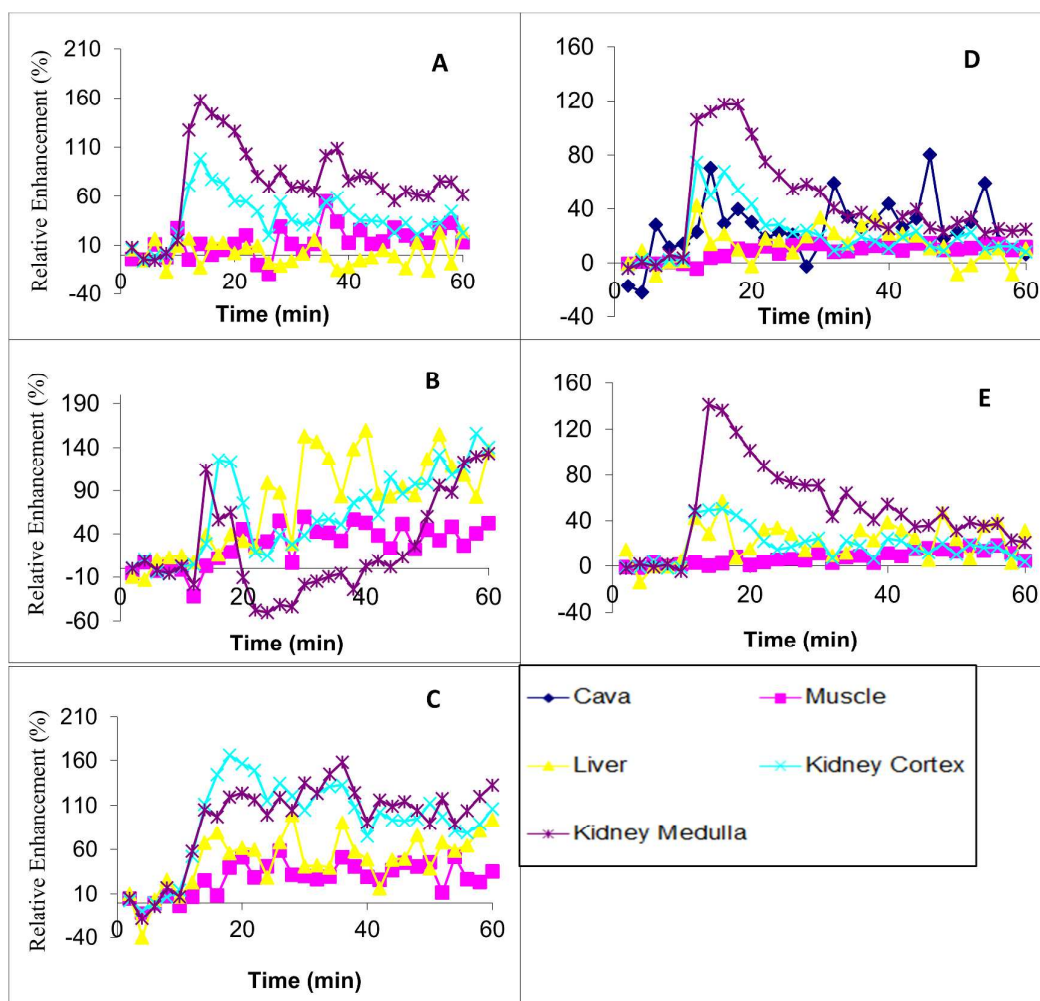 A
Relative Enhancement (%)
210
160
110
60
10
-40
0
20
40
60
Time (min)
D
160
120
80
40
0
-40
0
20
40
60
Time (min)
B
Relative Enhancement (%)
190
140
90
40
-10
-60
0
20
40
60
Time (min)
E
160
120
80
40
0
-40
0
20
40
60
Time (min)
C
Relative Enhancement (%)
210
160
110
60
10
-40
0
20
40
60
Time (min)
Cava
Muscle
Liver
Kidney Cortex
Kidney Medulla